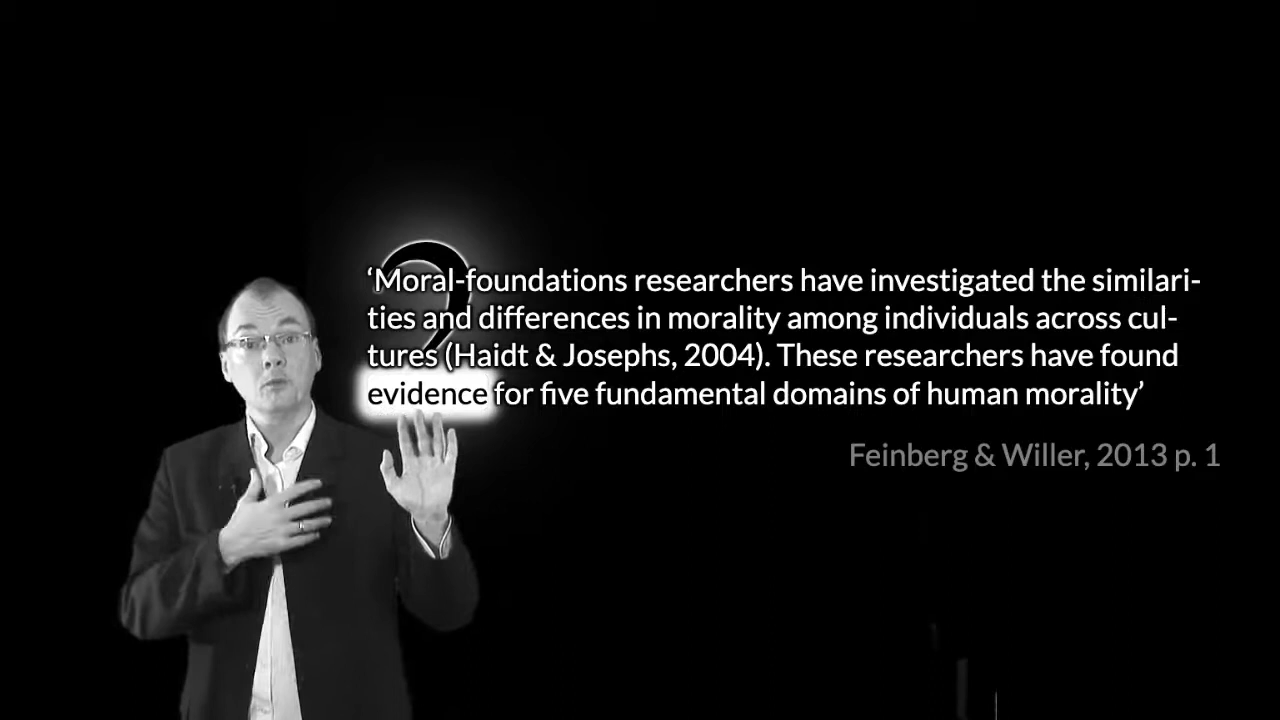 ‘Moral-foundations researchers have investigated the similari-
ties and differences in morality among individuals across cul-
tures (Haidt & Josephs, 2004). These researchers have found
evidence for five fundamental domains of human morality’
Feinberg & Willer, 2013 p. 1
?